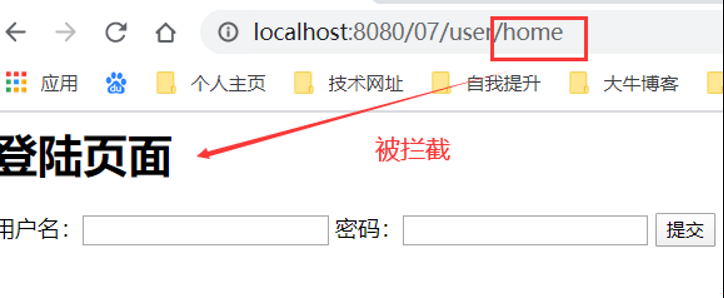 localhost:8080/07/user/home
应用 du 个人主页 技术网址 自我提升 大牛博客
登陆页面
被拦截
用户名： 密码： 提交